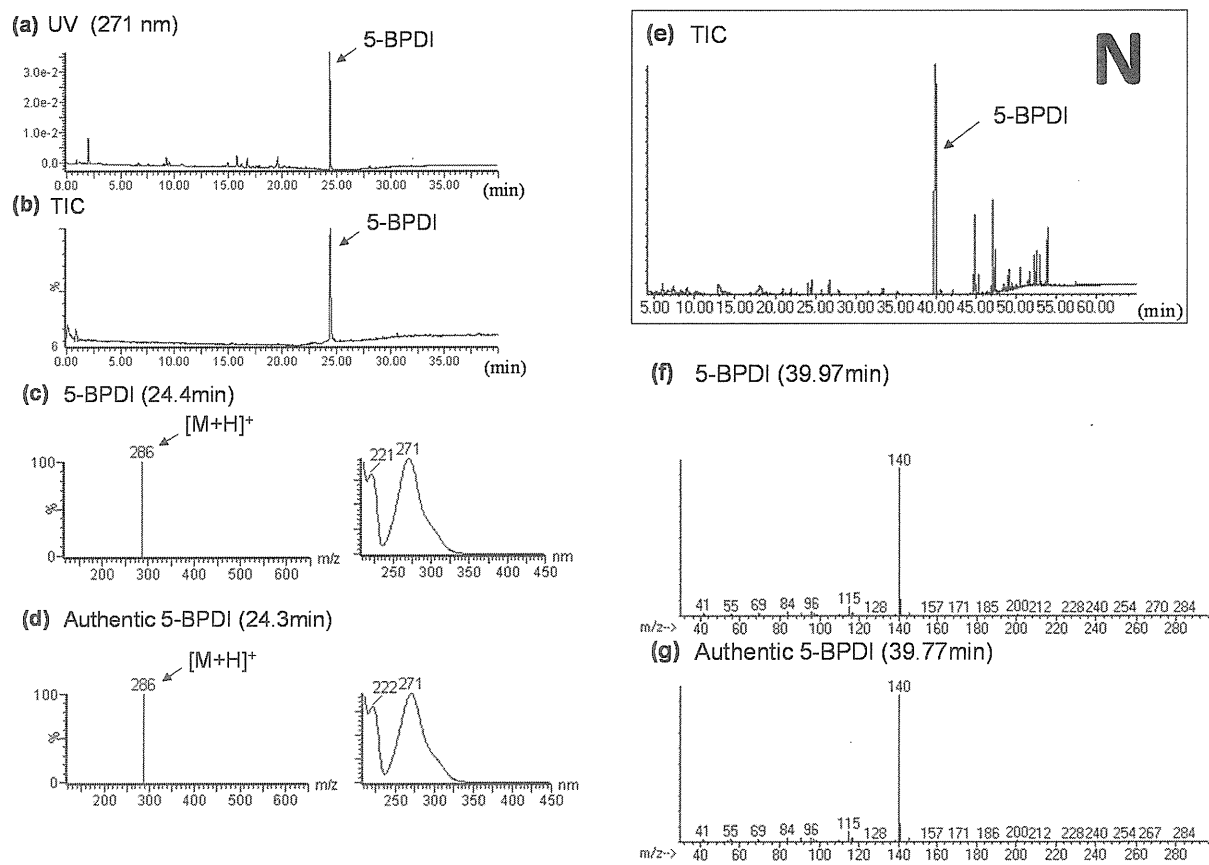 (a) UV (271 nm)
5-BPDI
3.0e-2
2.0e-2
1.0e-2
0.0
0.00 5.00 10.00 15.00 20.00 25.00 30.00 35.00 (min)
(b) TIC
5-BPDI
%
6
0.00 5.00 10.00 15.00 20.00 25.00 30.00 35.00 (min)
(c) 5-BPDI (24.4min)
[M+H]+
286
100
%
0
200 300 400 500 600 m/z
221 271
250 300 350 400 450 nm
(d) Authentic 5-BPDI (24.3min)
[M+H]+
286
100
%
0
200 300 400 500 600 m/z
222 271
250 300 350 400 450 nm
(e) TIC
N
5-BPDI
5.00 10.00 15.00 20.00 25.00 30.00 35.00 40.00 45.00 50.00 55.00 60.00 (min)
(f) 5-BPDI (39.97min)
140
41 55 69 84 96 115 128 157 171 185 200 212 228 240 254 270 284
m/z--> 40 60 80 100 120 140 160 180 200 220 240 260 280
(g) Authentic 5-BPDI (39.77min)
140
41 55 69 84 96 115 128 157 171 186 200 212 228 240 254 267 284
m/z--> 40 60 80 100 120 140 160 180 200 220 240 260 280